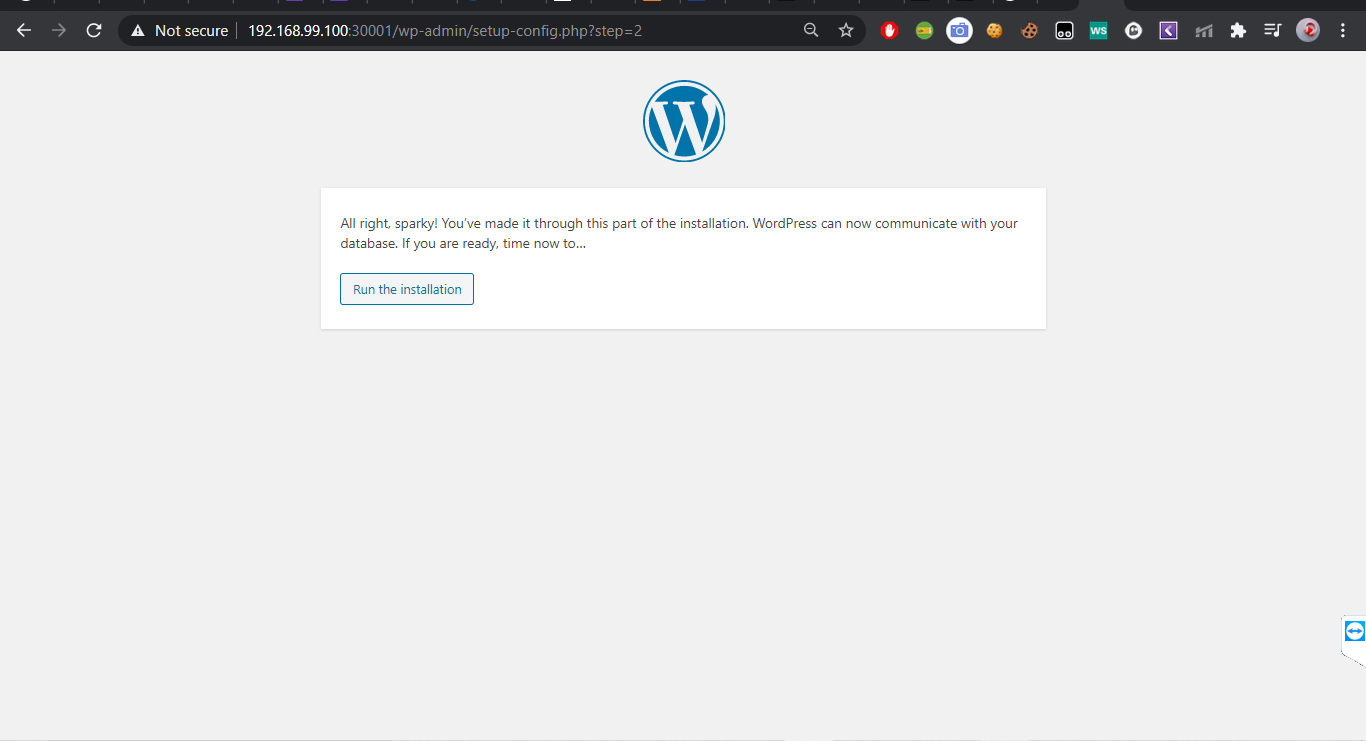 Not secure 192.168.99.100:30001/wp-admin/setup-config.php?step=2
WS
All right, sparky! You’ve made it through this part of the installation. WordPress can now communicate with your
database. If you are ready, time now to…
Run the installation